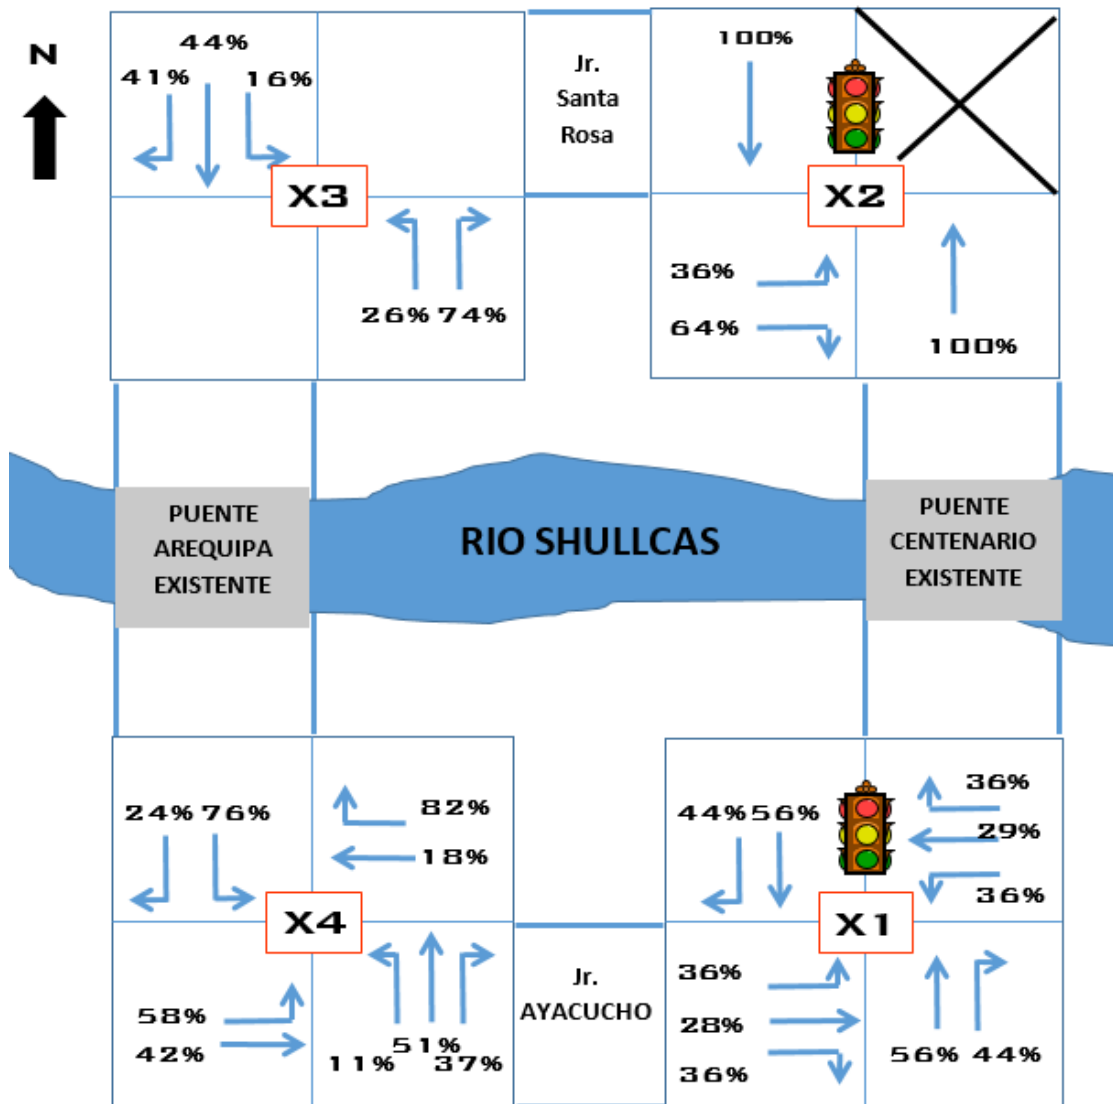 N
44%
41%
16%
X3
26%
74%
Jr.
Santa
Rosa
100%
X2
36%
64%
100%
PUENTE
AREQUIPA
EXISTENTE
RIO SHULLCAS
PUENTE
CENTENARIO
EXISTENTE
24%
76%
82%
18%
X4
58%
42%
11%
51%
37%
Jr.
AYACUCHO
44%
56%
36%
29%
36%
X1
36%
28%
36%
56%
44%